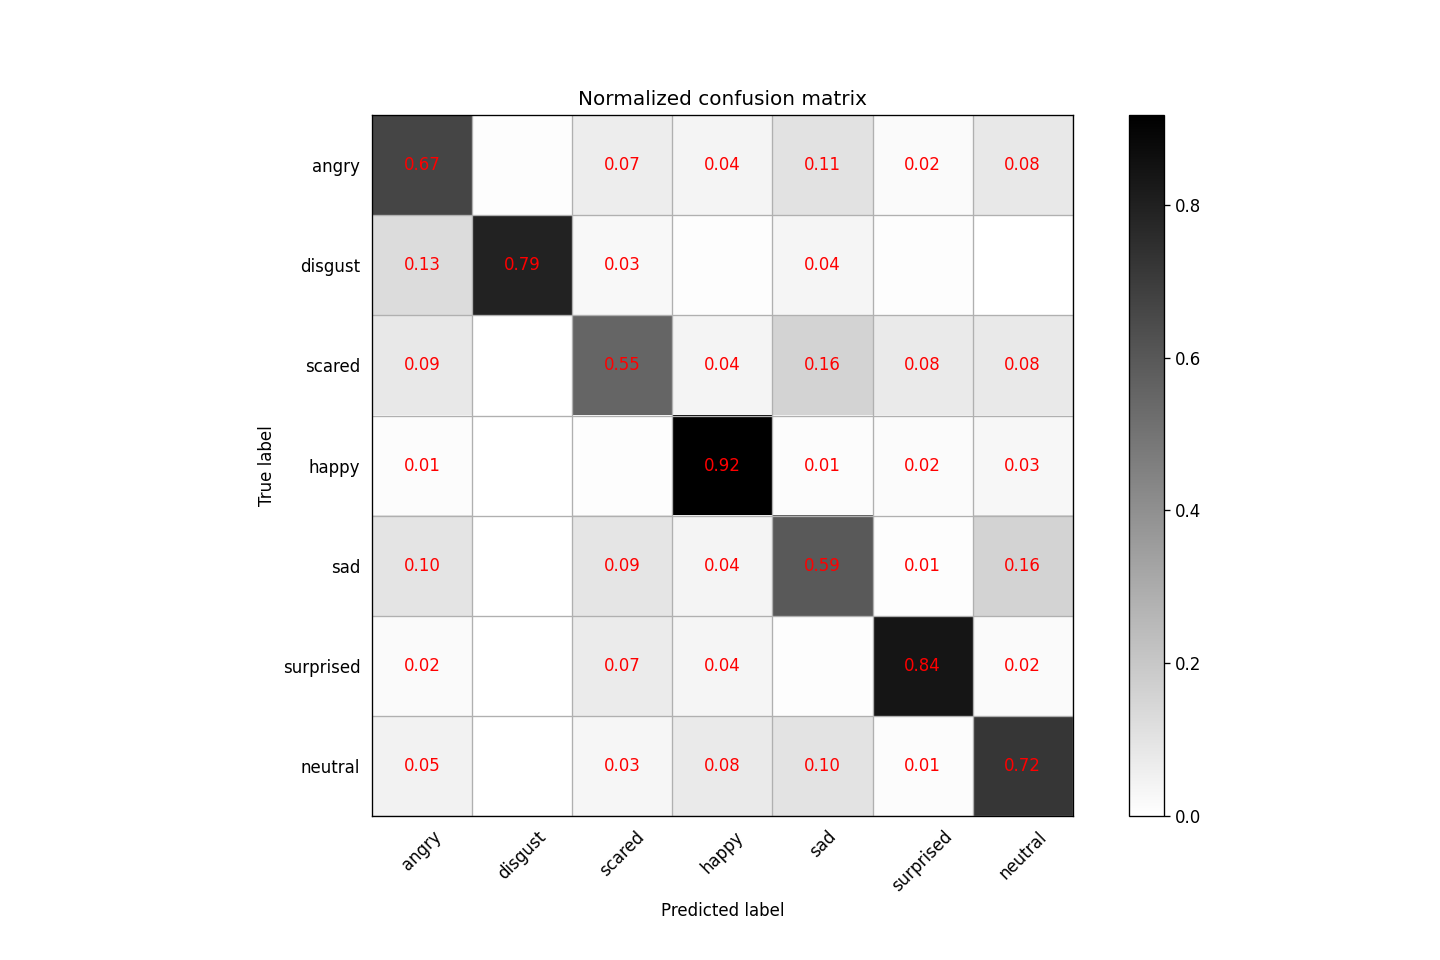 Normalized confusion matrix
angry 0.67 0.07 0.04 0.11 0.02 0.08
disgust 0.13 0.79 0.03 0.04
0.8
scared 0.09 0.55 0.04 0.16 0.08 0.08
0.6
True label
happy 0.01 0.92 0.01 0.02 0.03
0.4
sad 0.10 0.09 0.04 0.59 0.01 0.16
surprised 0.02 0.07 0.04 0.84 0.02
0.2
neutral 0.05 0.03 0.08 0.10 0.01 0.72
0.0
angry disgust scared happy sad surprised neutral
Predicted label